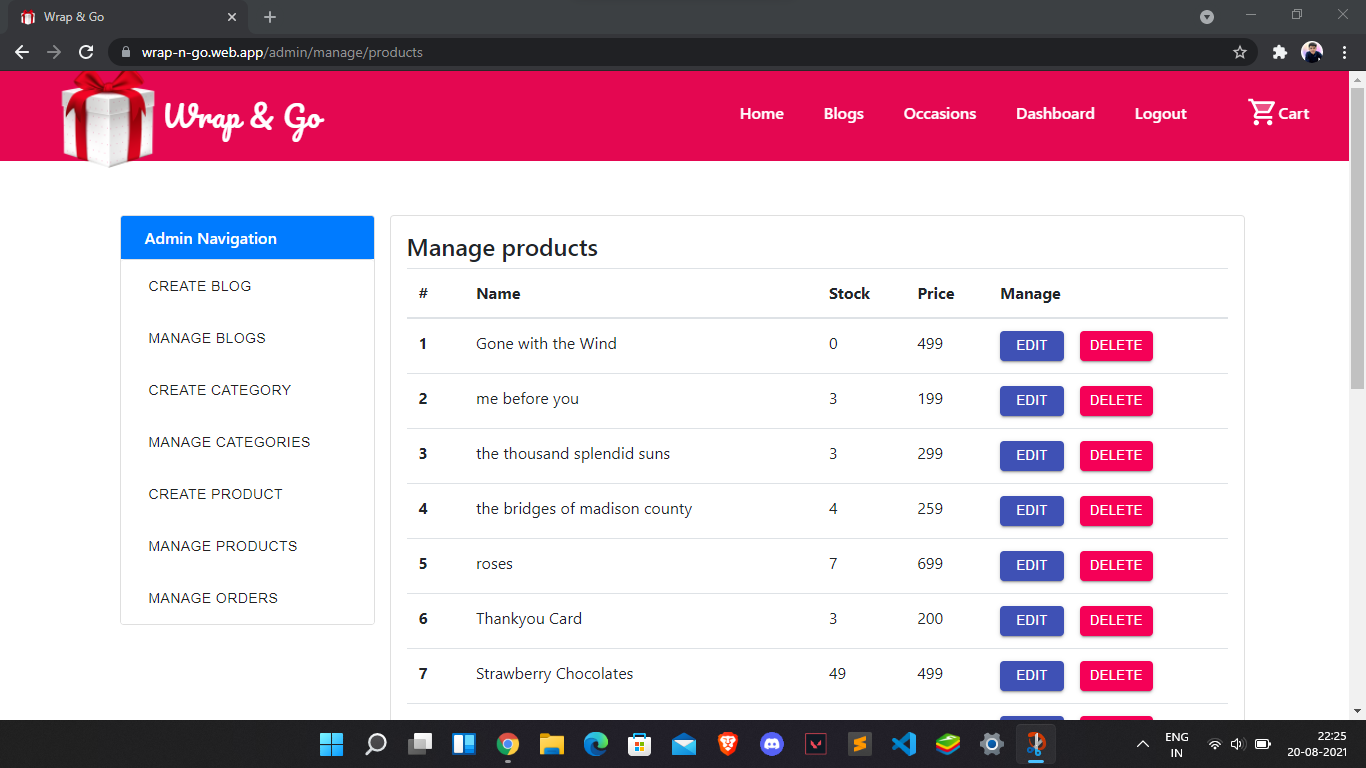 Wrap & Go
wrap-n-go.web.app/admin/manage/products
Wrap & Go
Home Blogs Occasions Dashboard Logout Cart
Admin Navigation
CREATE BLOG
MANAGE BLOGS
CREATE CATEGORY
MANAGE CATEGORIES
CREATE PRODUCT
MANAGE PRODUCTS
MANAGE ORDERS
Manage products
# Name Stock Price Manage
1 Gone with the Wind 0 499 EDIT DELETE
2 me before you 3 199 EDIT DELETE
3 the thousand splendid suns 3 299 EDIT DELETE
4 the bridges of madison county 4 259 EDIT DELETE
5 roses 7 699 EDIT DELETE
6 Thankyou Card 3 200 EDIT DELETE
7 Strawberry Chocolates 49 499 EDIT DELETE
ENG 22:25
IN 20-08-2021